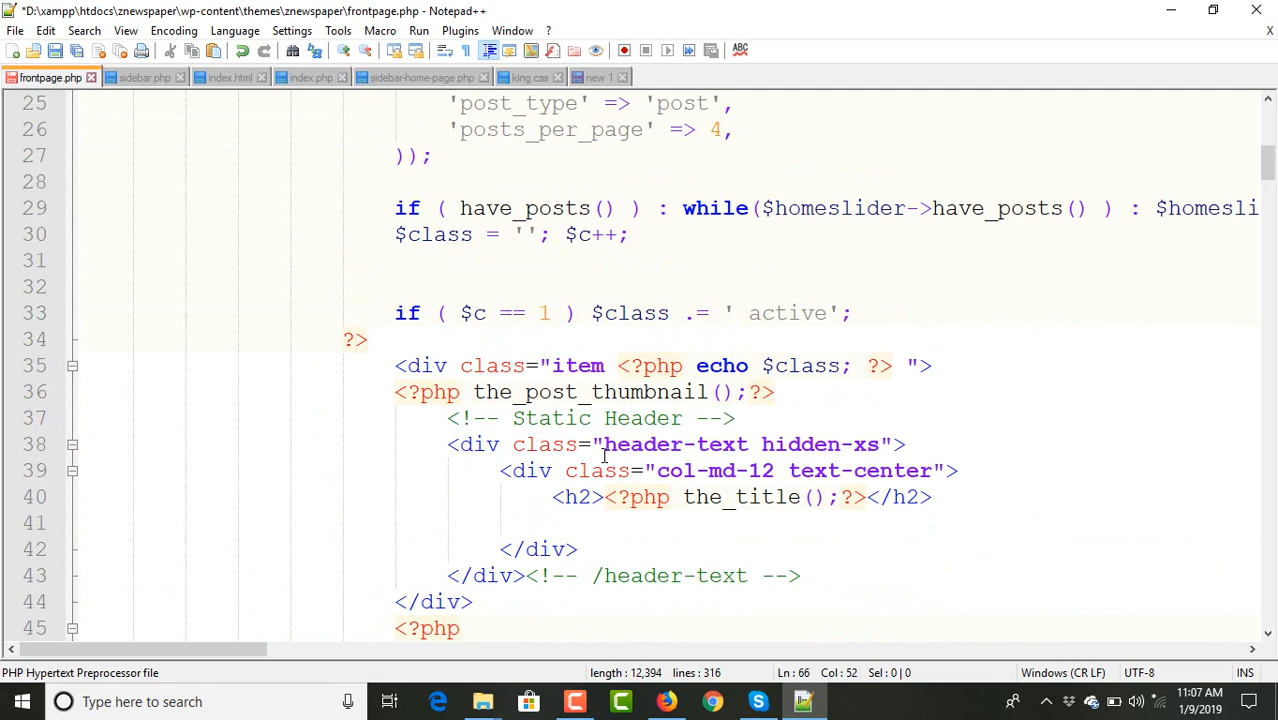 *D:\xampp\htdocs\znewspaper\wp-content\themes\znewspaper\frontpage.php - Notepad++
File Edit Search View Encoding Language Settings Tools Macro Run Plugins Window ? X
frontpage.php sidebar.php index.html index.php sidebar-home-page.php king.css new 1
25 'post_type' => 'post',
26 'posts_per_page' => 4,
27 ));
28
29 if ( have_posts() ) : while($homeslider->have_posts() ) : $homesli
30 $class = ''; $c++;
31
32
33 if ( $c == 1 ) $class .= ' active';
34 ?>
35 <div class="item <?php echo $class; ?> ">
36 <?php the_post_thumbnail();?>
37 <!-- Static Header -->
38 <div class="header-text hidden-xs">
39 <div class="col-md-12 text-center">
40 <h2><?php the_title();?></h2>
41
42 </div>
43 </div><!-- /header-text -->
44 </div>
45 <?php
PHP Hypertext Preprocessor file length : 12,394 lines : 316 Ln : 66 Col : 52 Sel : 0 | 0 Windows (CR LF) UTF-8 INS
Type here to search
11:07 AM
1/9/2019